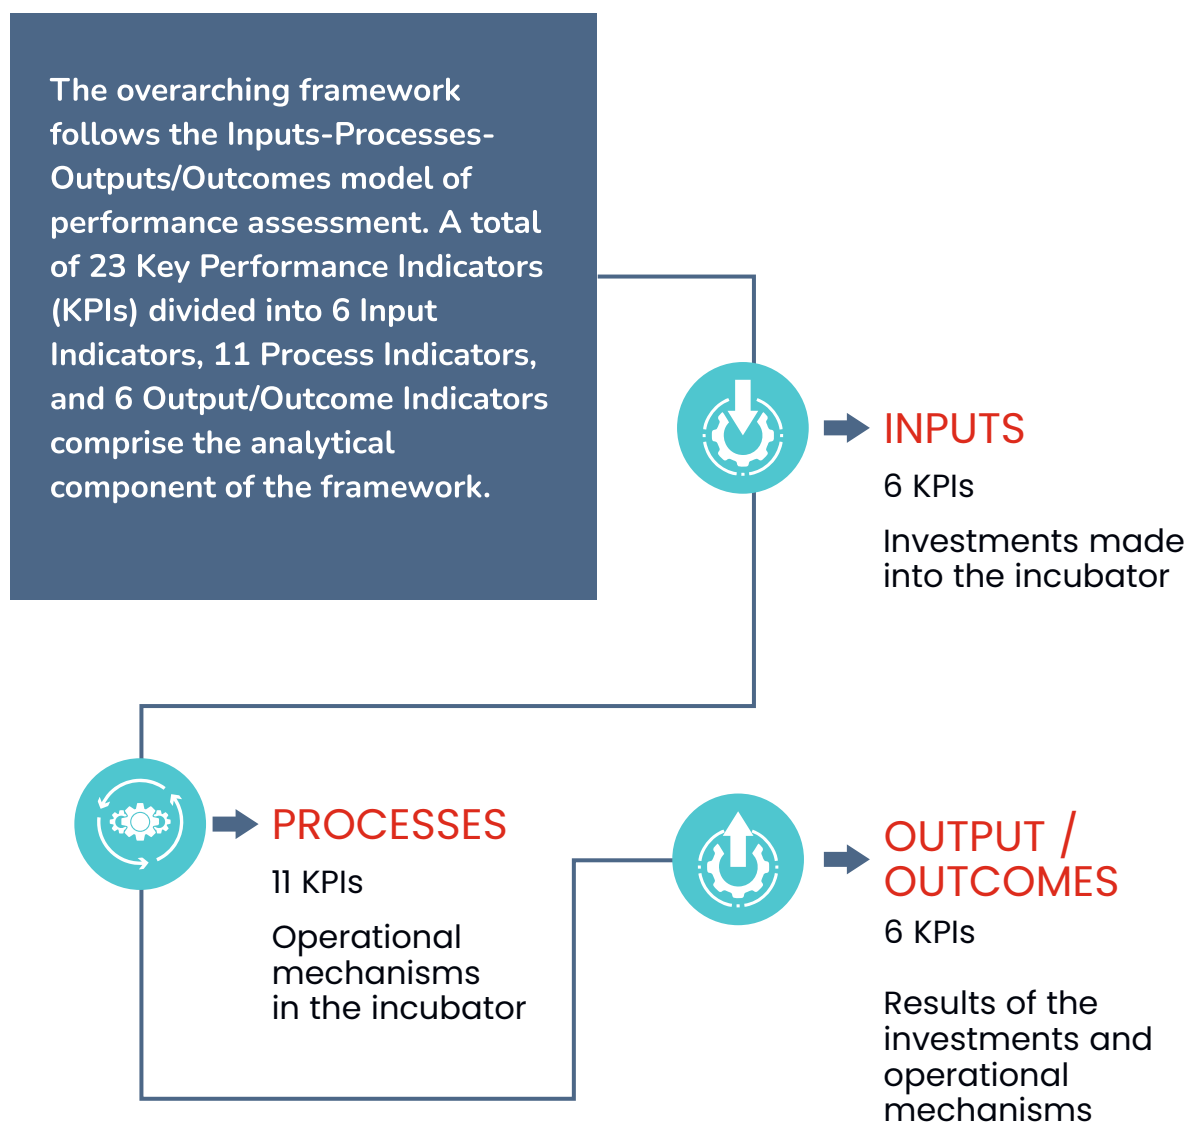 The overarching framework
follows the Inputs-Processes-
Outputs/Outcomes model of
performance assessment. A total
of 23 Key Performance Indicators
(KPIs) divided into 6 Input
Indicators, 11 Process Indicators,
and 6 Output/Outcome Indicators
comprise the analytical
component of the framework.
INPUTS
6 KPIs
Investments made
into the incubator
PROCESSES
11 KPIs
Operational
mechanisms
in the incubator
OUTPUT /
OUTCOMES
6 KPIs
Results of the
investments and
operational
mechanisms